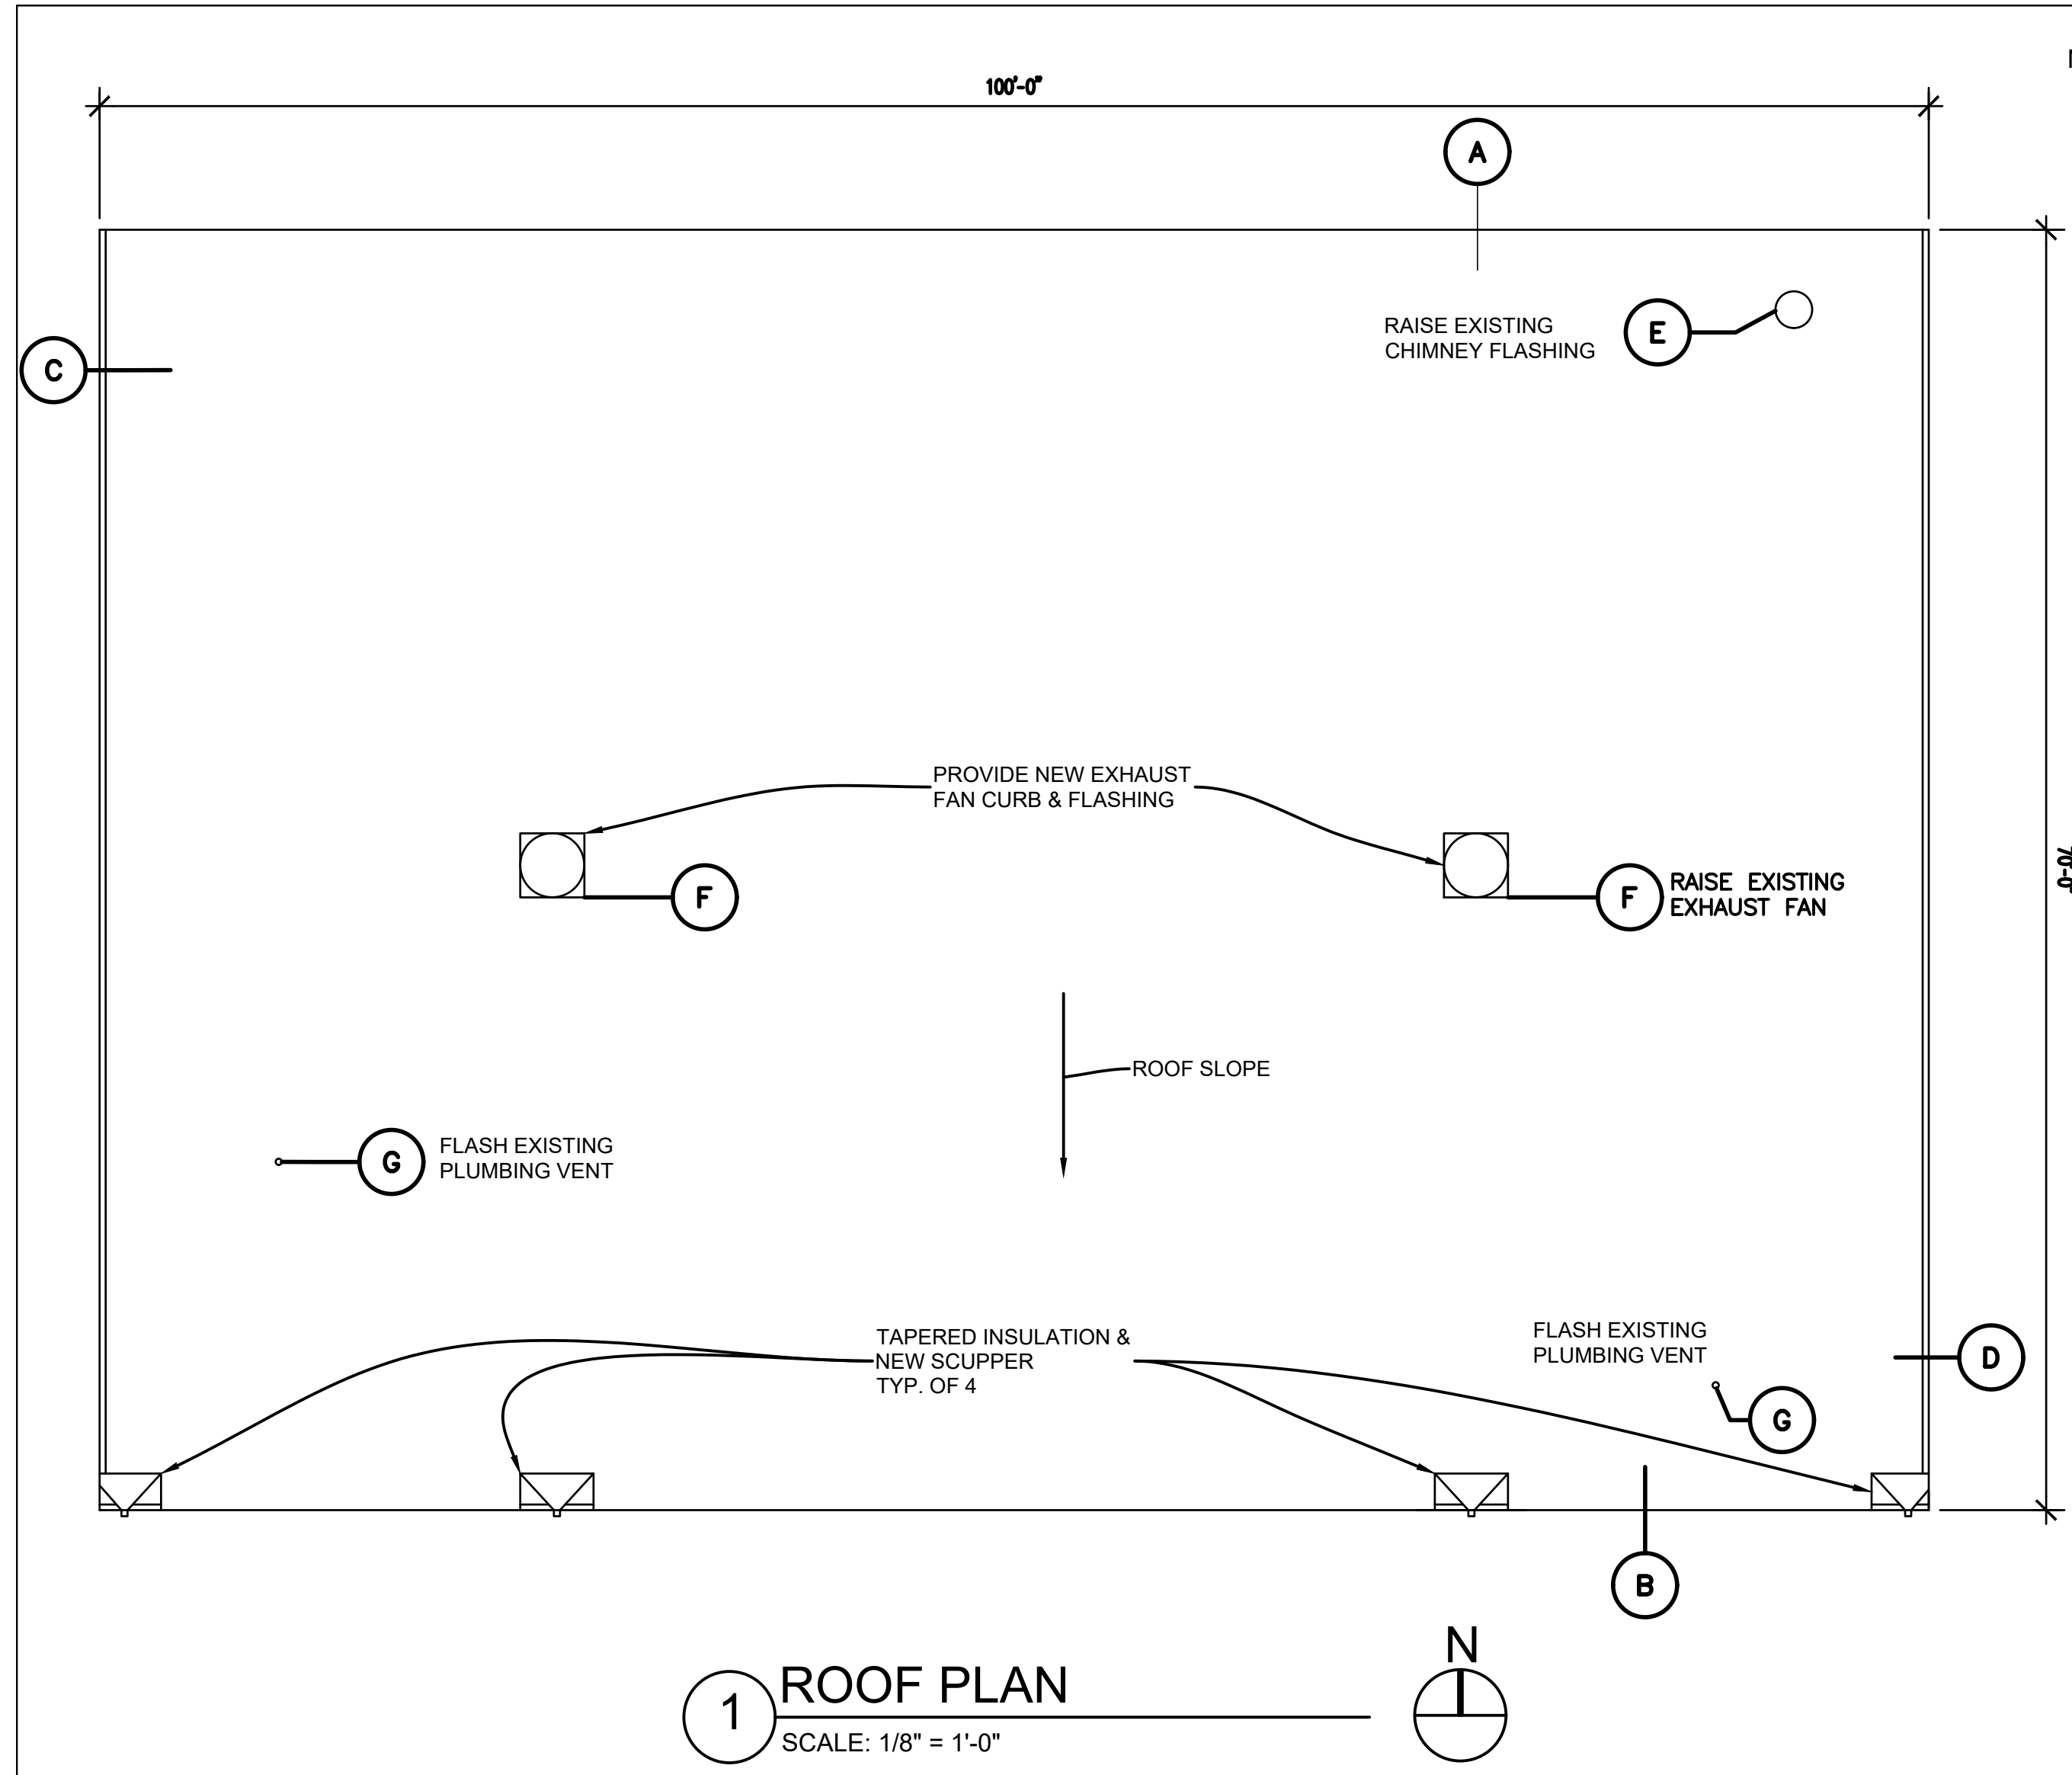 100'-0"
A
RAISE EXISTING
CHIMNEY FLASHING
E
C
PROVIDE NEW EXHAUST
FAN CURB & FLASHING
F
F
RAISE EXISTING
EXHAUST FAN
70'-0"
ROOF SLOPE
G
FLASH EXISTING
PLUMBING VENT
TAPERED INSULATION &
NEW SCUPPER
TYP. OF 4
FLASH EXISTING
PLUMBING VENT
D
G
B
N
1
ROOF PLAN
SCALE: 1/8" = 1'-0"